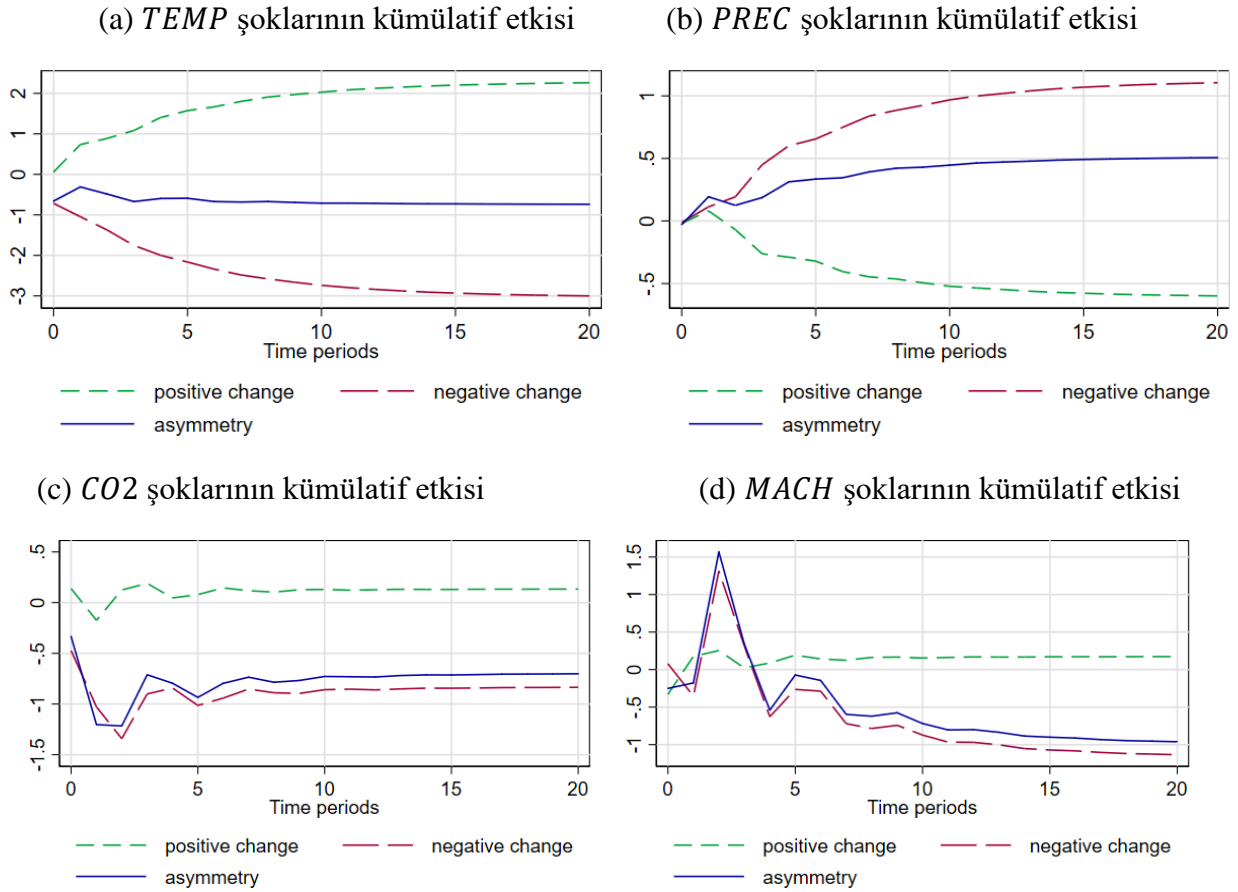 (a) TEMP şoklarının kümülatif etkisi
(b) PREC şoklarının kümülatif etkisi
2
1
0
-1
-2
-3
0 5 10 15 20
Time periods
positive change negative change
asymmetry
1
.5
0
-.5
0 5 10 15 20
Time periods
positive change negative change
asymmetry
(c) CO2 şoklarının kümülatif etkisi
(d) MACH şoklarının kümülatif etkisi
.5
0
-.5
-1
-1.5
0 5 10 15 20
Time periods
positive change negative change
asymmetry
1.5
1
.5
0
-.5
-1
0 5 10 15 20
Time periods
positive change negative change
asymmetry